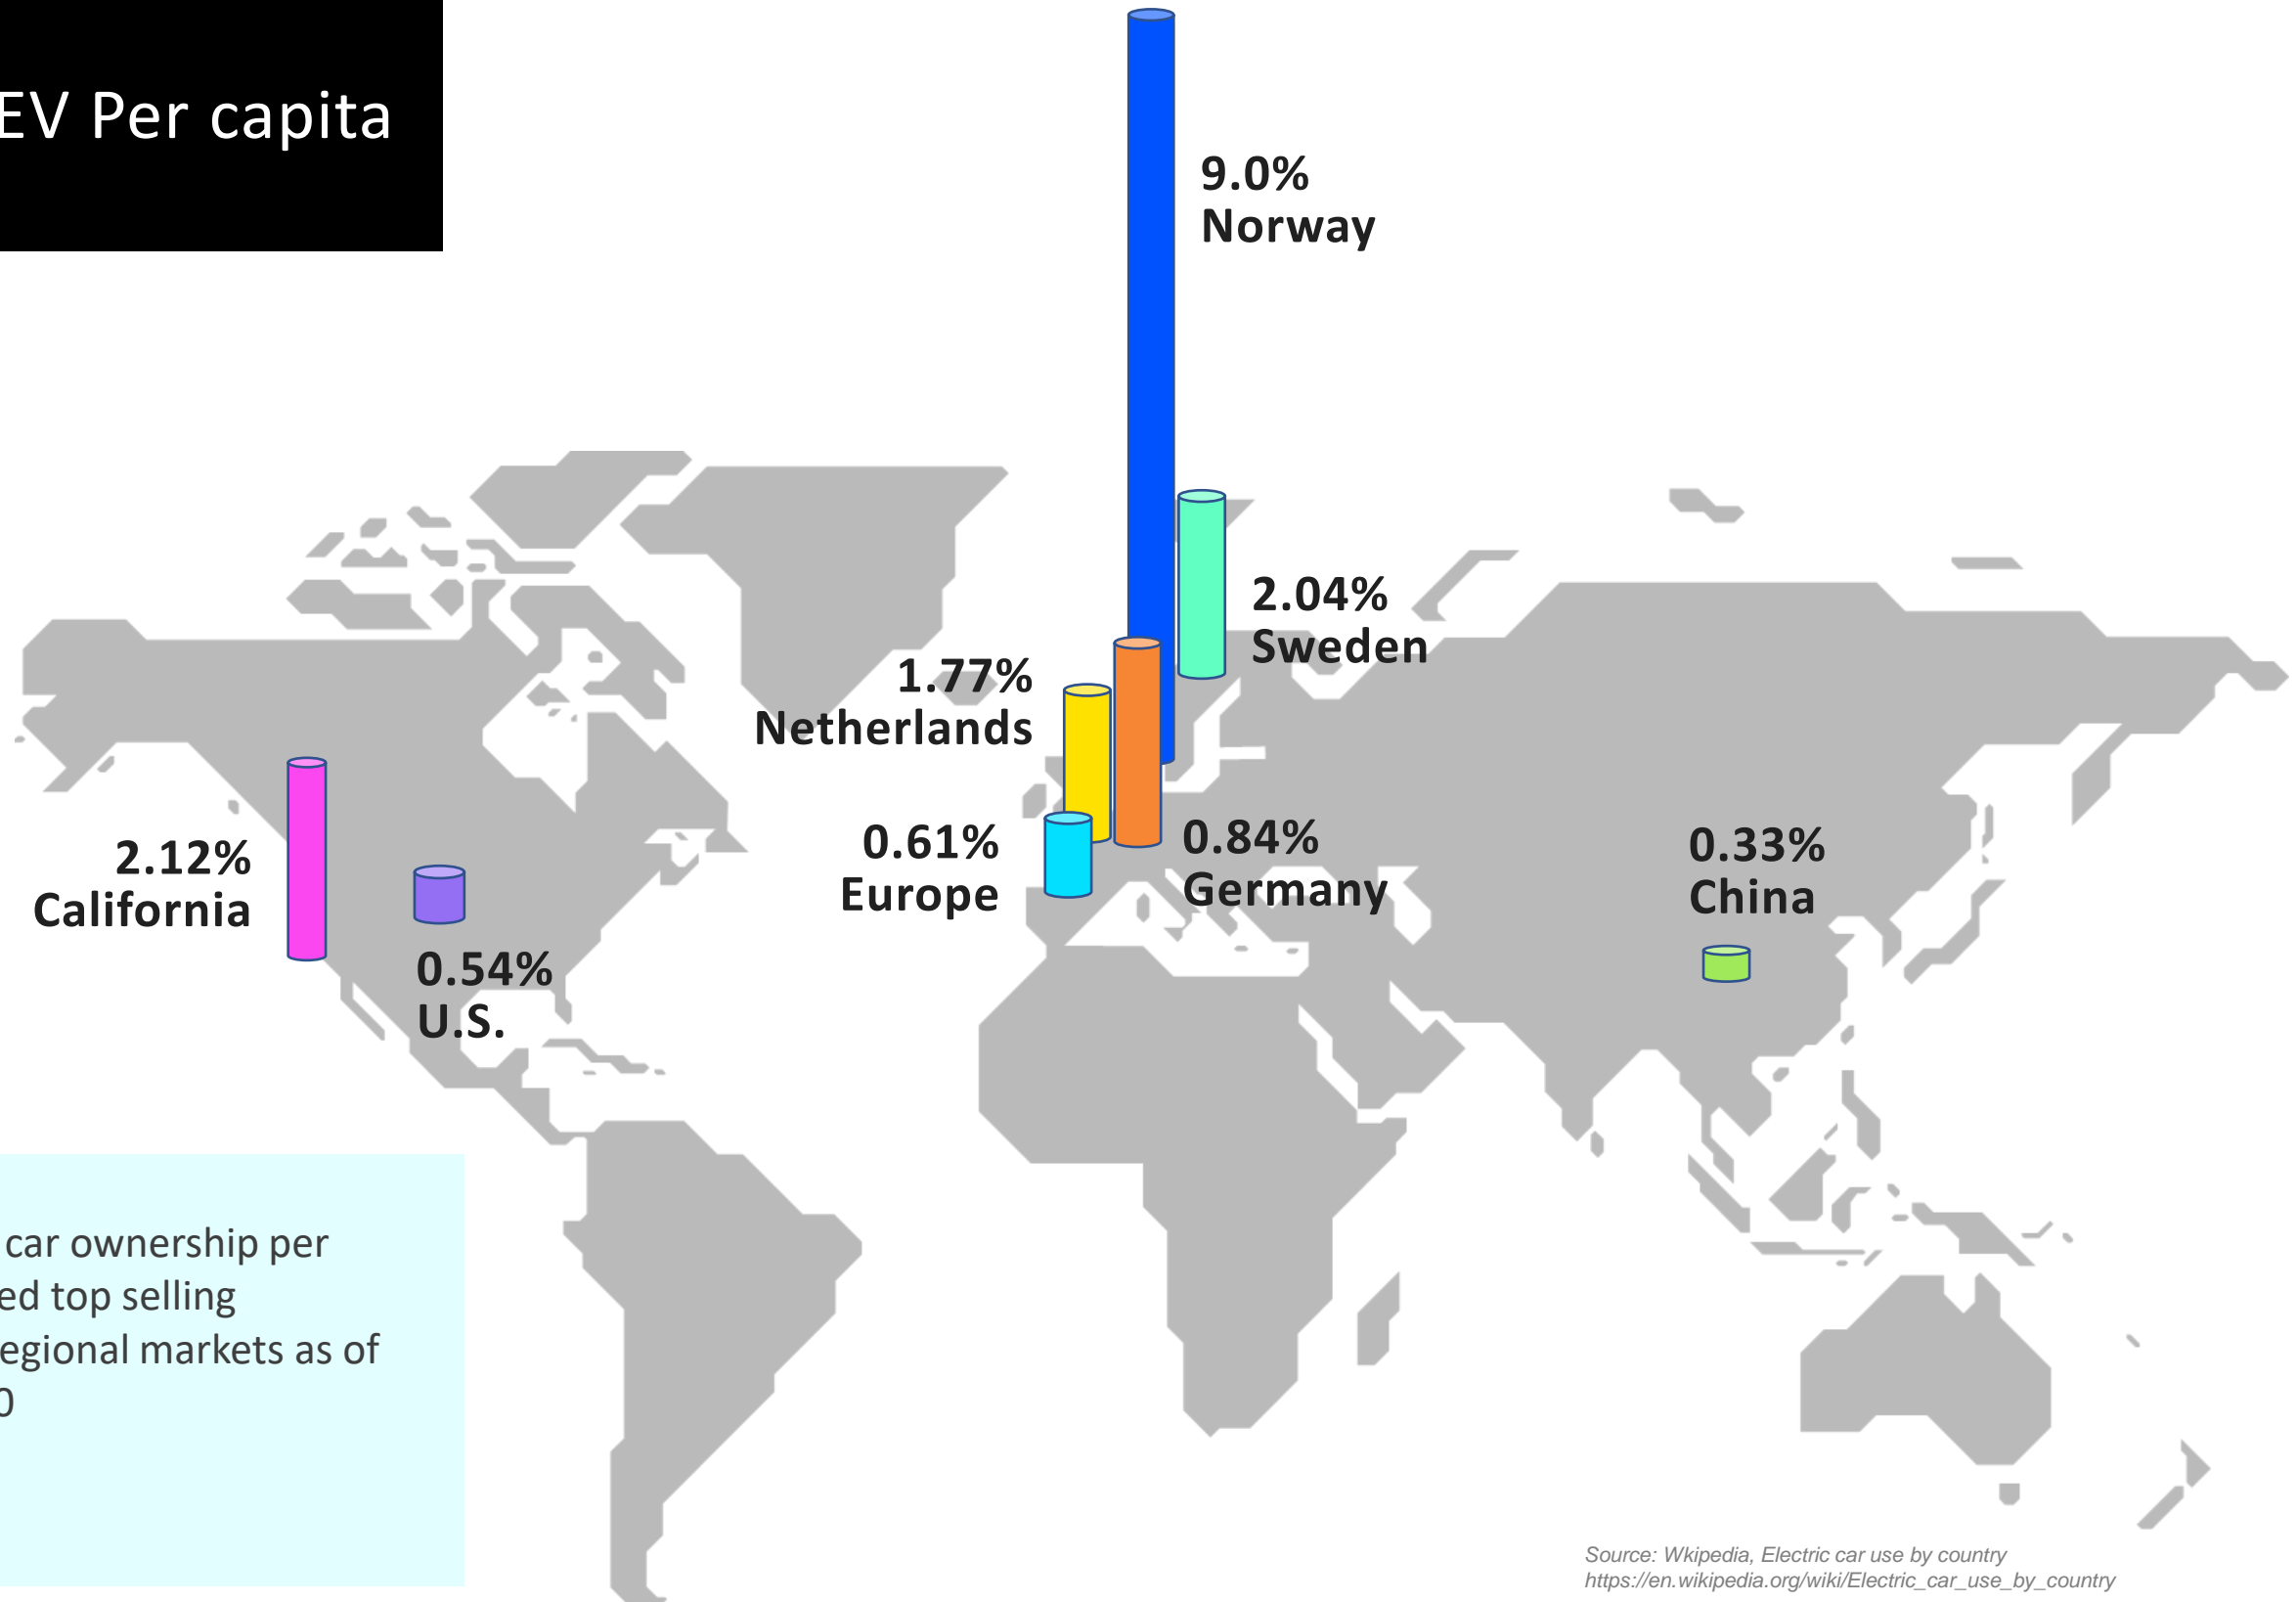 EV Per capita
9.0%
Norway
2.04%
Sweden
1.77%
Netherlands
2.12%
California
0.61%
Europe
0.84%
Germany
0.33%
China
0.54%
U.S.
car ownership per
ed top selling
egional markets as of
0
Source: Wkipedia, Electric car use by country
https://en.wikipedia.org/wiki/Electric_car_use_by_country